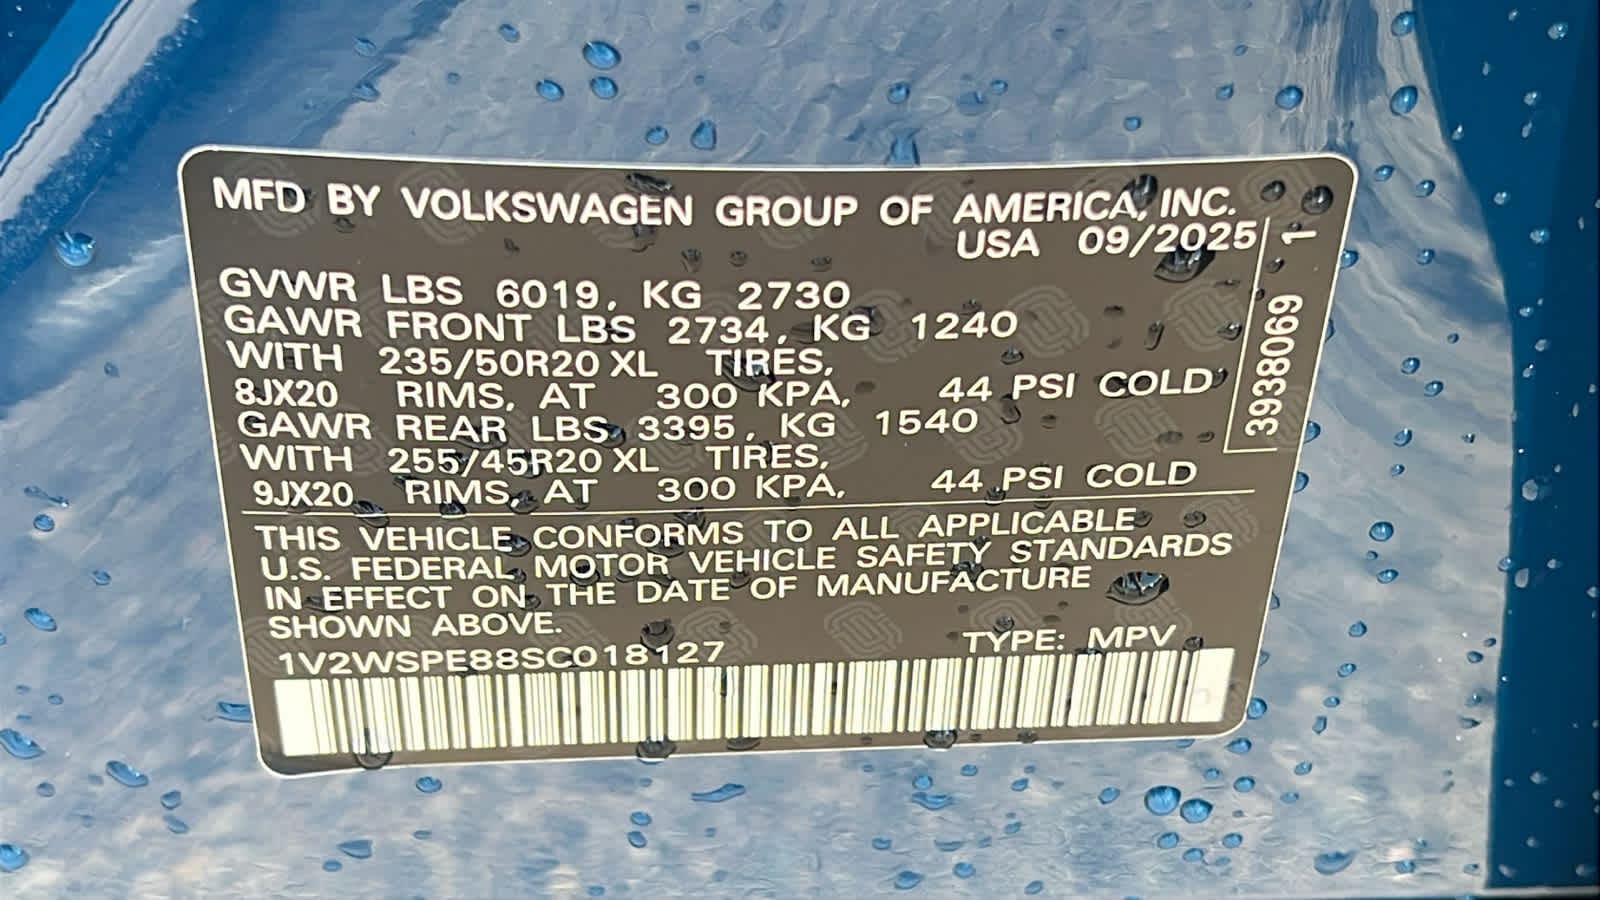 MFD BY VOLKSWAGEN GROUP OF AMERICA, INC.
USA 09/2025
GVWR LBS 6019, KG 2730
GAWR FRONT LBS 2734, KG 1240
WITH 235/50R20 XL TIRES,
8JX20 RIMS, AT 300 KPA, 44 PSI COLD
GAWR REAR LBS 3395, KG 1540
WITH 255/45R20 XL TIRES,
9JX20 RIMS, AT 300 KPA, 44 PSI COLD
THIS VEHICLE CONFORMS TO ALL APPLICABLE
U.S. FEDERAL MOTOR VEHICLE SAFETY STANDARDS
IN EFFECT ON THE DATE OF MANUFACTURE
SHOWN ABOVE.
1V2WSPE88SC018127 TYPE: MPV
3938069 1